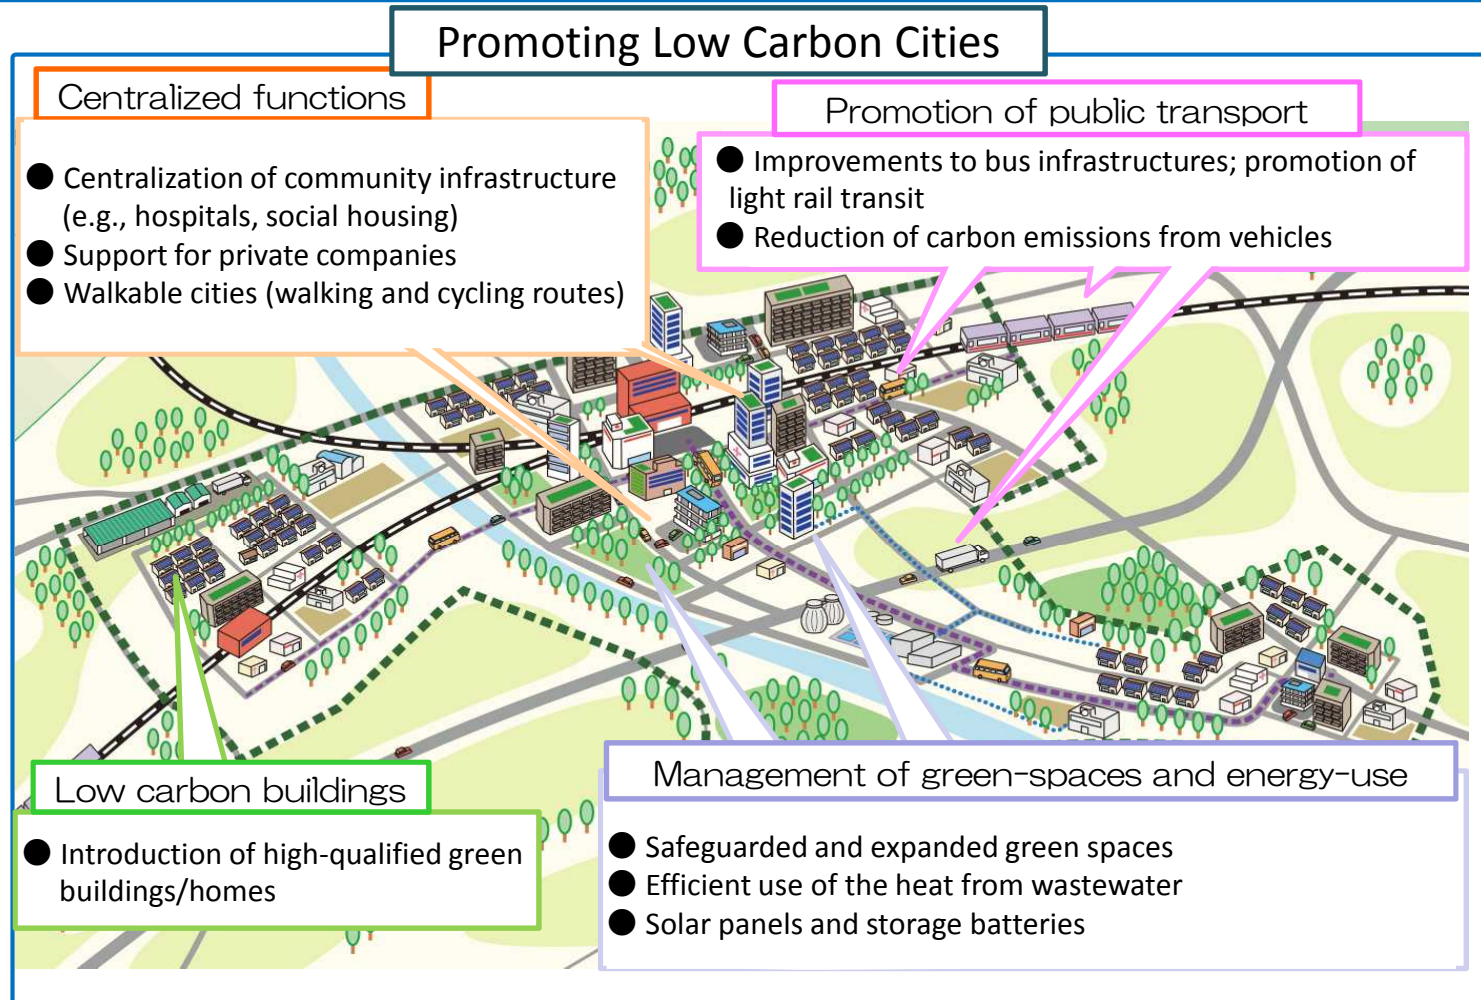 Promoting Low Carbon Cities
Centralized functions
● Centralization of community infrastructure
(e.g., hospitals, social housing)
● Support for private companies
● Walkable cities (walking and cycling routes)
Promotion of public transport
● Improvements to bus infrastructures; promotion of
light rail transit
● Reduction of carbon emissions from vehicles
Low carbon buildings
● Introduction of high-qualified green
buildings/homes
Management of green-spaces and energy-use
● Safeguarded and expanded green spaces
● Efficient use of the heat from wastewater
● Solar panels and storage batteries